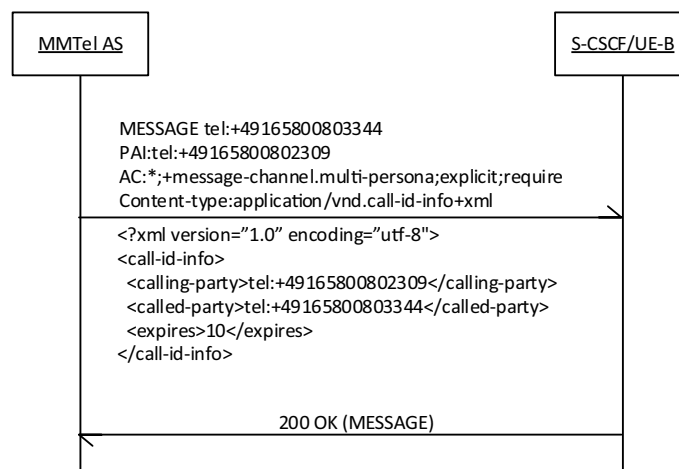 MMTel AS
S-CSCF/UE-B
MESSAGE tel:+49165800803344
PAI:tel:+49165800802309
AC:*;+message-channel.multi-persona;explicit;require
Content-type:application/vnd.call-id-info+xml
<?xml version=”1.0” encoding=”utf-8">
<call-id-info>
<calling-party>tel:+49165800802309</calling-party>
<called-party>tel:+49165800803344</called-party>
<expires>10</expires>
</call-id-info>
200 OK (MESSAGE)